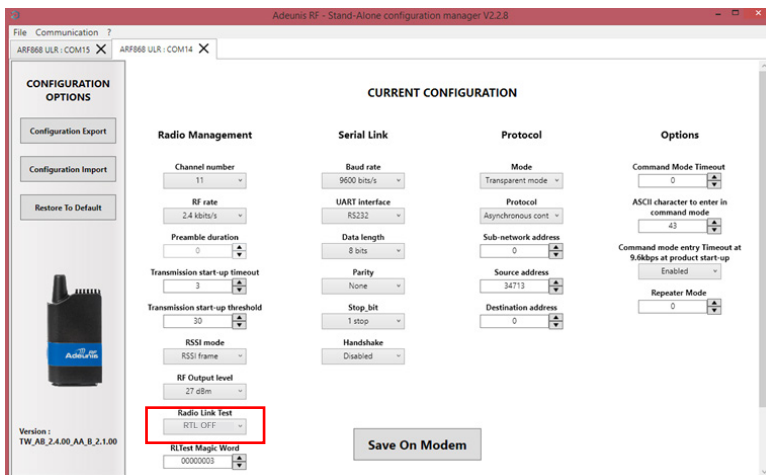 Adeunis RF - Stand-Alone configuration manager V2.2.8
File Communication ?
ARF868 ULR : COM15 X ARF868 ULR : COM14 X
CONFIGURATION
OPTIONS
Configuration Export
Configuration Import
Restore To Default
Adeunis RF
Version :
TW_AB_2.4.00_AA_B_2.1.00
CURRENT CONFIGURATION
Radio Management
Channel number
11
RF rate
2.4 kbits/s
Preamble duration
0
Transmission start-up timeout
3
Transmission start-up threshold
30
RSSI mode
RSSI frame
RF Output level
27 dBm
Radio Link Test
RTL OFF
RLTest Magic Word
00000003
Serial Link
Baud rate
9600 bits/s
UART interface
RS232
Data length
8 bits
Parity
None
Stop_bit
1 stop
Handshake
Disabled
Protocol
Mode
Transparent mode
Protocol
Asynchronous cont
Sub-network address
0
Source address
34713
Destination address
0
Options
Command Mode Timeout
0
ASCII character to enter in
command mode
43
Command mode entry Timeout at
9.6kbps at product start-up
Enabled
Repeater Mode
0
Save On Modem